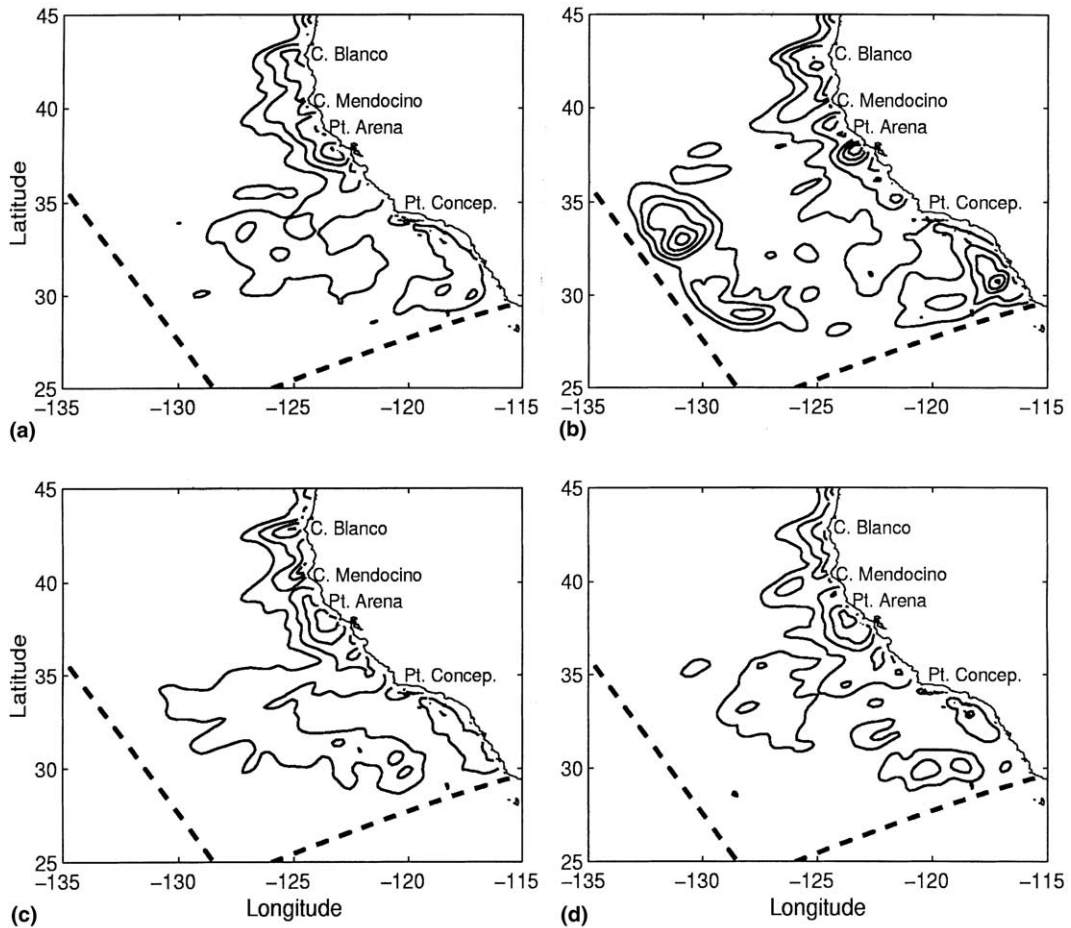 45
40
35
30
25
Latitude
C. Blanco
C. Mendocino
Pt. Arena
Pt. Concep.
−135
−130
−125
−120
−115
(a)
Longitude
45
40
35
30
25
C. Blanco
C. Mendocino
Pt. Arena
Pt. Concep.
−135
−130
−125
−120
−115
(b)
Longitude
45
40
35
30
25
Latitude
C. Blanco
C. Mendocino
Pt. Arena
Pt. Concep.
−135
−130
−125
−120
−115
(c)
Longitude
45
40
35
30
25
C. Blanco
C. Mendocino
Pt. Arena
Pt. Concep.
−135
−130
−125
−120
−115
(d)
Longitude